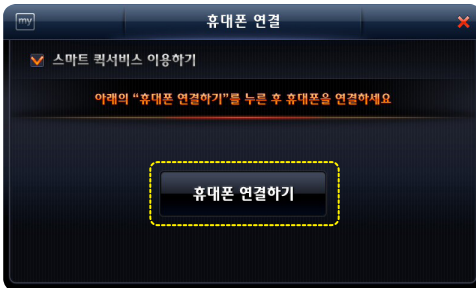 my
휴대폰 연결
스마트 퀵서비스 이용하기
아래의 “휴대폰 연결하기”를 누른 후 휴대폰을 연결하세요
휴대폰 연결하기